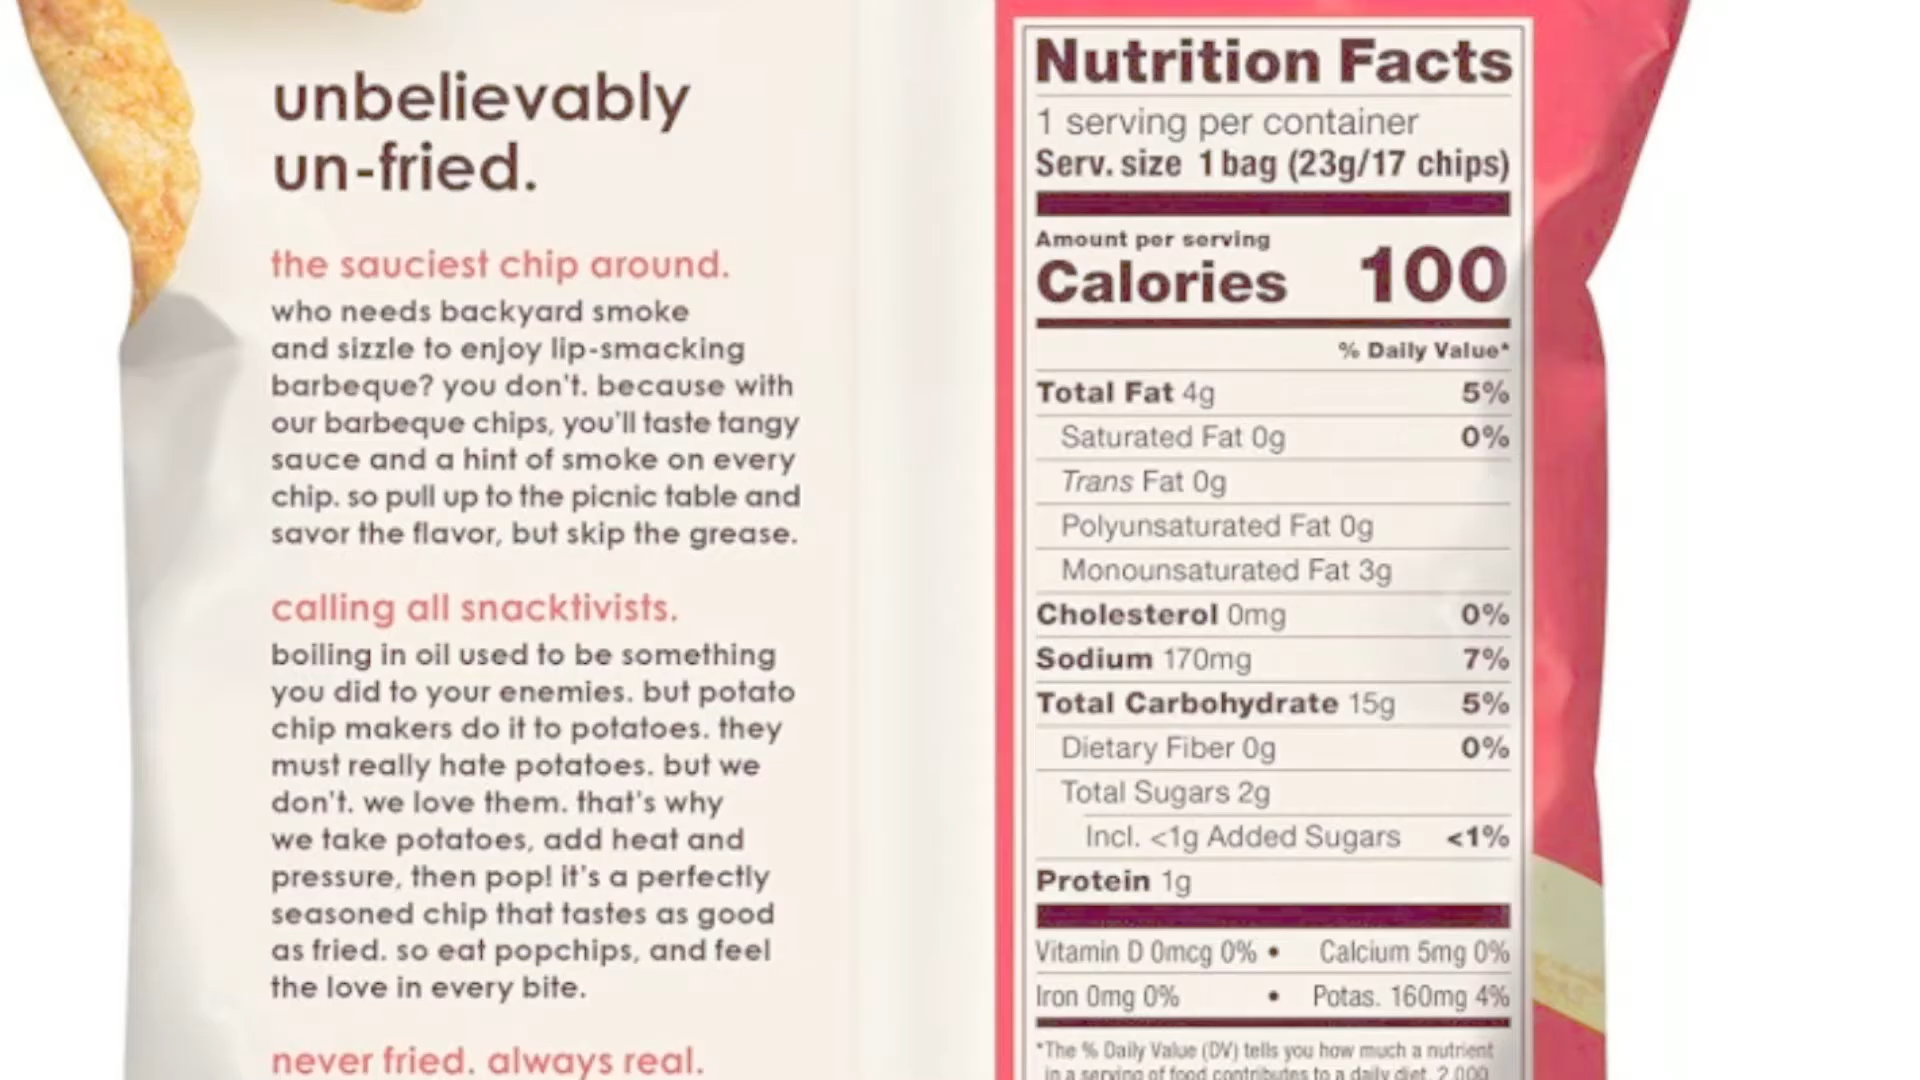 unbelievably
un-fried.
the sauciest chip around.
who needs backyard smoke
and sizzle to enjoy lip-smacking
barbeque? you don't. because with
our barbeque chips, you'll taste tangy
sauce and a hint of smoke on every
chip. so pull up to the picnic table and
savor the flavor, but skip the grease.
calling all snacktivists.
boiling in oil used to be something
you did to your enemies. but potato
chip makers do it to potatoes. they
must really hate potatoes. but we
don't. we love them. that's why
we take potatoes, add heat and
pressure, then pop! it's a perfectly
seasoned chip that tastes as good
as fried. so eat popchips, and feel
the love in every bite.
never fried. always real.
Nutrition Facts
1 serving per container
Serv. size 1 bag (23g/17 chips)
Amount per serving
Calories 100
% Daily Value*
Total Fat 4g 5%
Saturated Fat 0g 0%
Trans Fat 0g
Polyunsaturated Fat 0g
Monounsaturated Fat 3g
Cholesterol 0mg 0%
Sodium 170mg 7%
Total Carbohydrate 15g 5%
Dietary Fiber 0g 0%
Total Sugars 2g
Incl. <1g Added Sugars <1%
Protein 1g
Vitamin D 0mcg 0% • Calcium 5mg 0%
Iron 0mg 0% • Potas. 160mg 4%
*The % Daily Value (DV) tells you how much a nutrient
in a serving of food contributes to a daily diet. 2,000